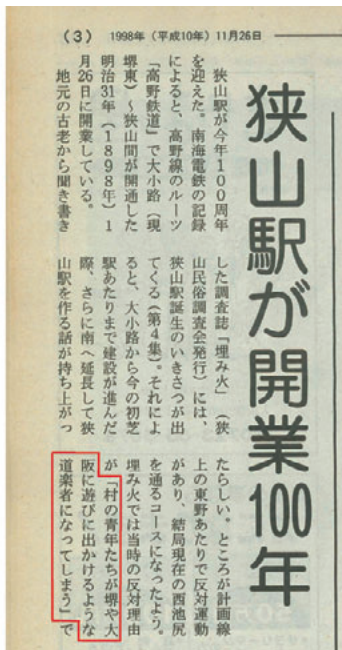 (3)　1998年（平成10年）11月26日
狭山駅が開業100年
狭山駅が今年100周年
を迎えた。南海電鉄の記録
によると、高野線のルーツ
「高野鉄道」で大小路（現
堺東）～狭山間が開通した
明治31年（1898年）1
月26日に開業している。
地元の古老から聞き書き
した調査誌「埋み火」（狭
山民俗調査会発行）には、
狭山駅誕生のいきさつが出
てくる（第4集）。それによ
ると、大小路から今の初芝
駅あたりまで建設が進んだ
際、さらに南へ延長して狭
山駅を作る話が持ち上がっ
たらしい。ところが計画線
上の東野あたりで反対運動
があり、結局現在の西池尻
を通るコースになったよう。
埋み火では当時の反対理由
が「村の青年たちが堺や大
阪に遊びに出かけるような
道楽者になってしまう」で